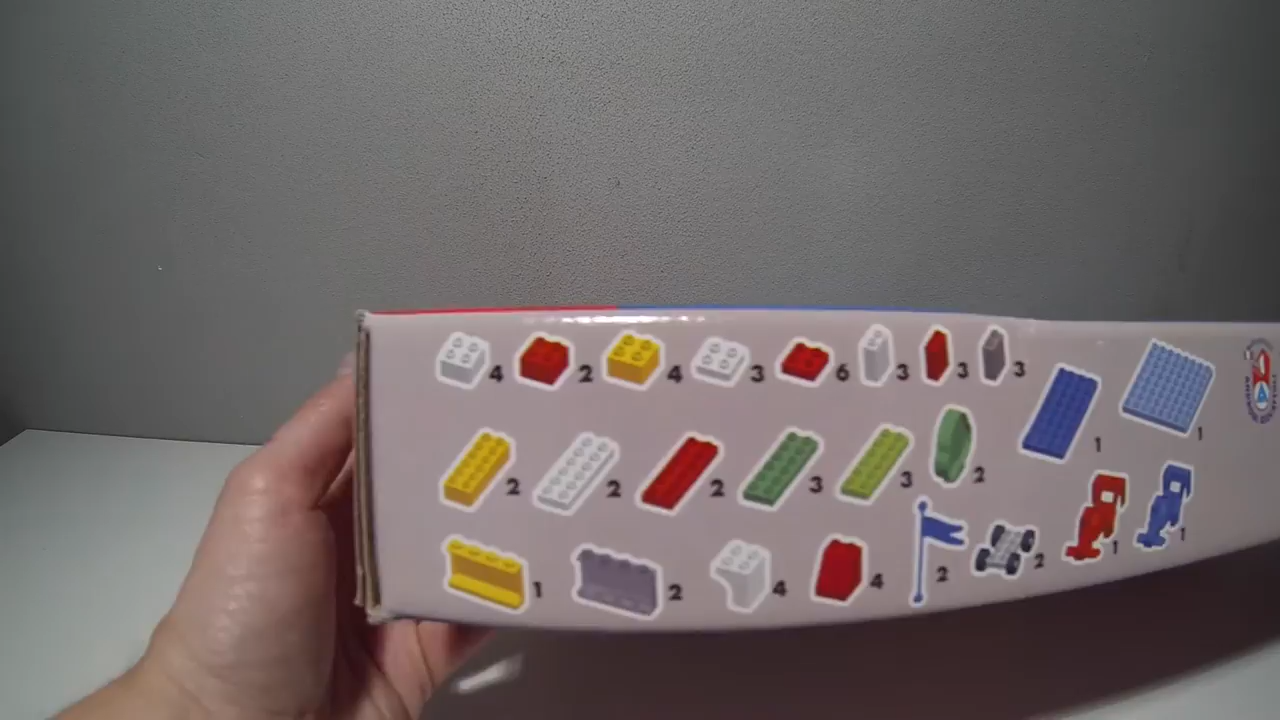 4 2 4 3 6 3 3 3
1 1
2 2 2 3 3 2
1 2 4 4 2 2 1 1